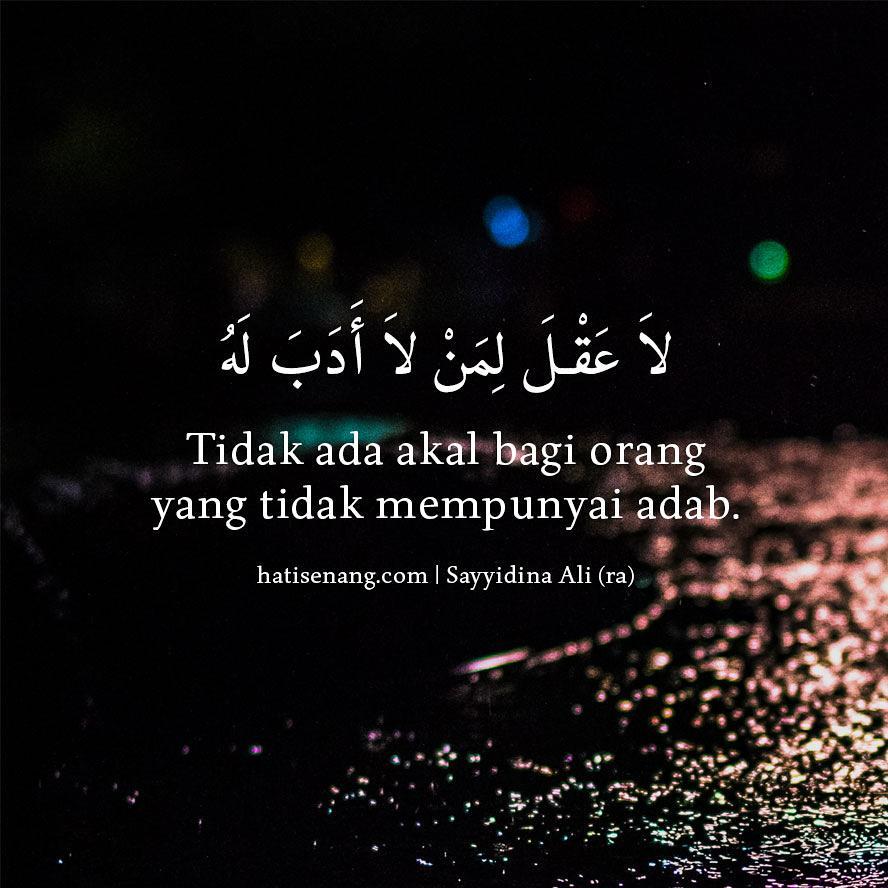 لاَ عَقْلَ لِمَنْ لاَ أَدَبَ لَهُ
Tidak ada akal bagi orang
yang tidak mempunyai adab.
hatisenang.com | Sayyidina Ali (ra)